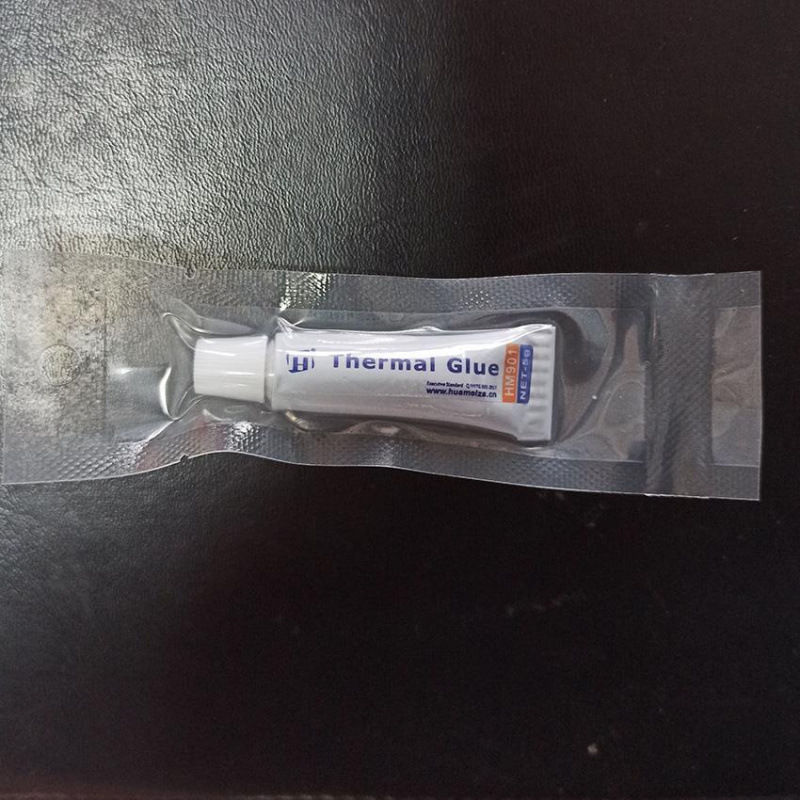 H Thermal Glue
Executive Standard
www.huameiza.cn
HM901
NET-5g